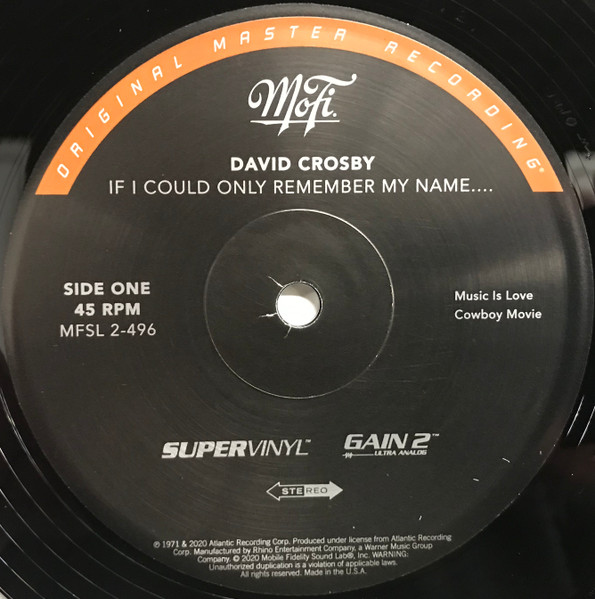 ORIGINAL MASTER RECORDING®
MoFi.
DAVID CROSBY
IF I COULD ONLY REMEMBER MY NAME....
SIDE ONE
45 RPM
MFSL 2-496
Music Is Love
Cowboy Movie
SUPERVINYL™
GAIN 2™
ULTRA ANALOG
STEREO
℗ 1971 & 2020 Atlantic Recording Corp. Produced under license from Atlantic Recording
Corp. Manufactured by Rhino Entertainment Company, a Warner Music Group
Company. © 2020 Mobile Fidelity Sound Lab®, Inc. WARNING:
Unauthorized duplication is a violation of applicable laws.
All rights reserved. Made in the U.S.A.